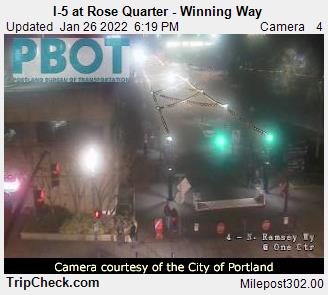 I-5 at Rose Quarter - Winning Way
Updated Jan 26 2022 6:19 PM Camera 4
PBOT
PORTLAND BUREAU OF TRANSPORTATION
4 - N. Ramsey Wy
@ One Ctr
Camera courtesy of the City of Portland
TripCheck.com Milepost302.00